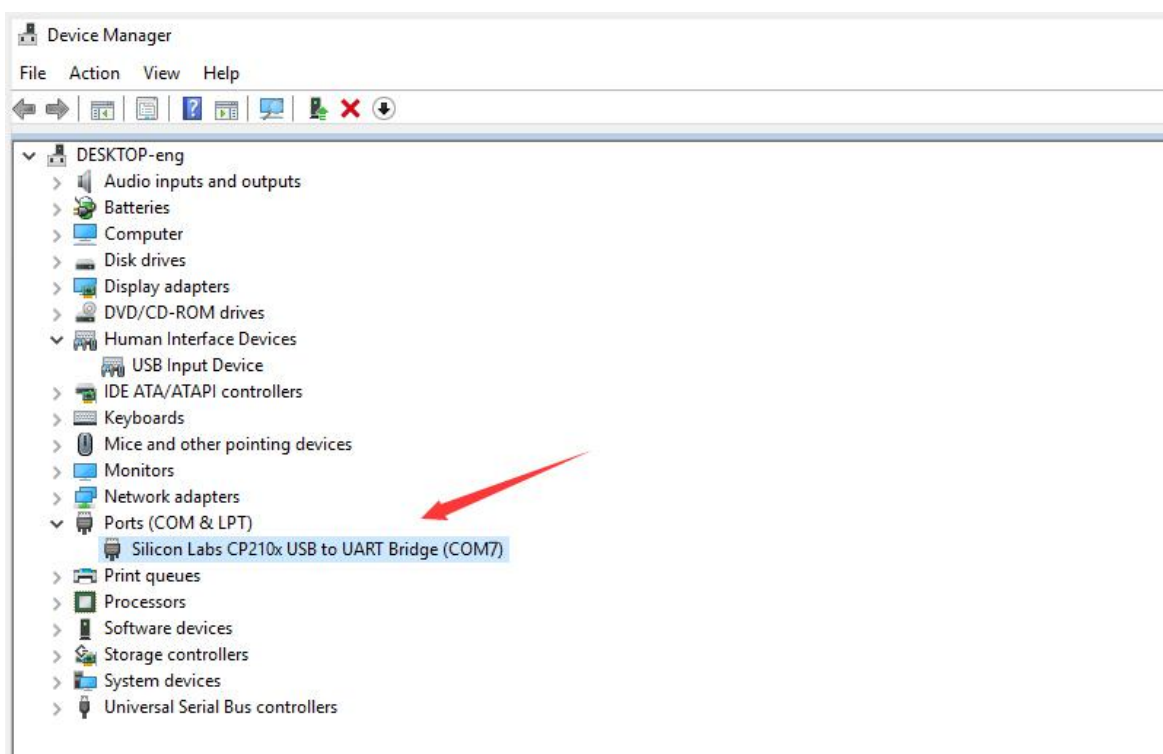 Device Manager
File Action View Help
DESKTOP-eng
Audio inputs and outputs
Batteries
Computer
Disk drives
Display adapters
DVD/CD-ROM drives
Human Interface Devices
USB Input Device
IDE ATA/ATAPI controllers
Keyboards
Mice and other pointing devices
Monitors
Network adapters
Ports (COM & LPT)
Silicon Labs CP210x USB to UART Bridge (COM7)
Print queues
Processors
Software devices
Storage controllers
System devices
Universal Serial Bus controllers